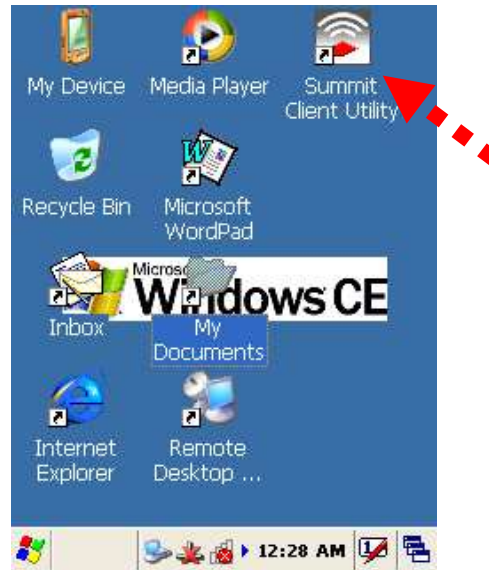 My Device
Media Player
Summit
Client Utility
Recycle Bin
Microsoft
WordPad
Windows CE
Inbox
My
Documents
Internet
Explorer
Remote
Desktop ...
12:28 AM